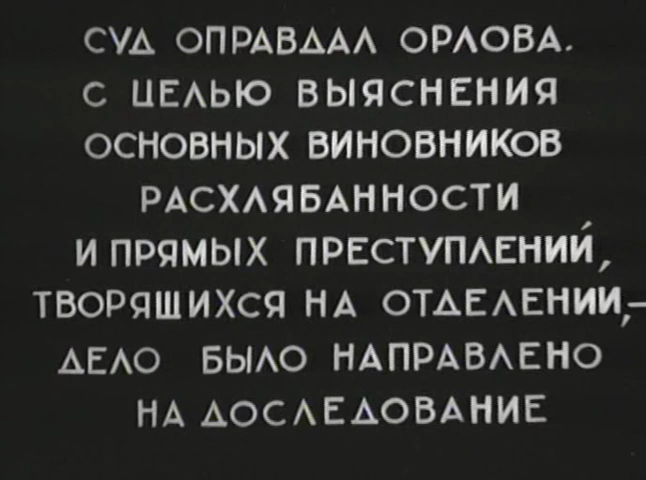 СУД ОПРАВДАЛ ОРЛОВА.
С ЦЕЛЬЮ ВЫЯСНЕНИЯ
ОСНОВНЫХ ВИНОВНИКОВ
РАСХЛЯБАННОСТИ
И ПРЯМЫХ ПРЕСТУПЛЕНИЙ,
ТВОРЯЩИХСЯ НА ОТДЕЛЕНИИ,—
ДЕЛО БЫЛО НАПРАВЛЕНО
НА ДОСЛЕДОВАНИЕ